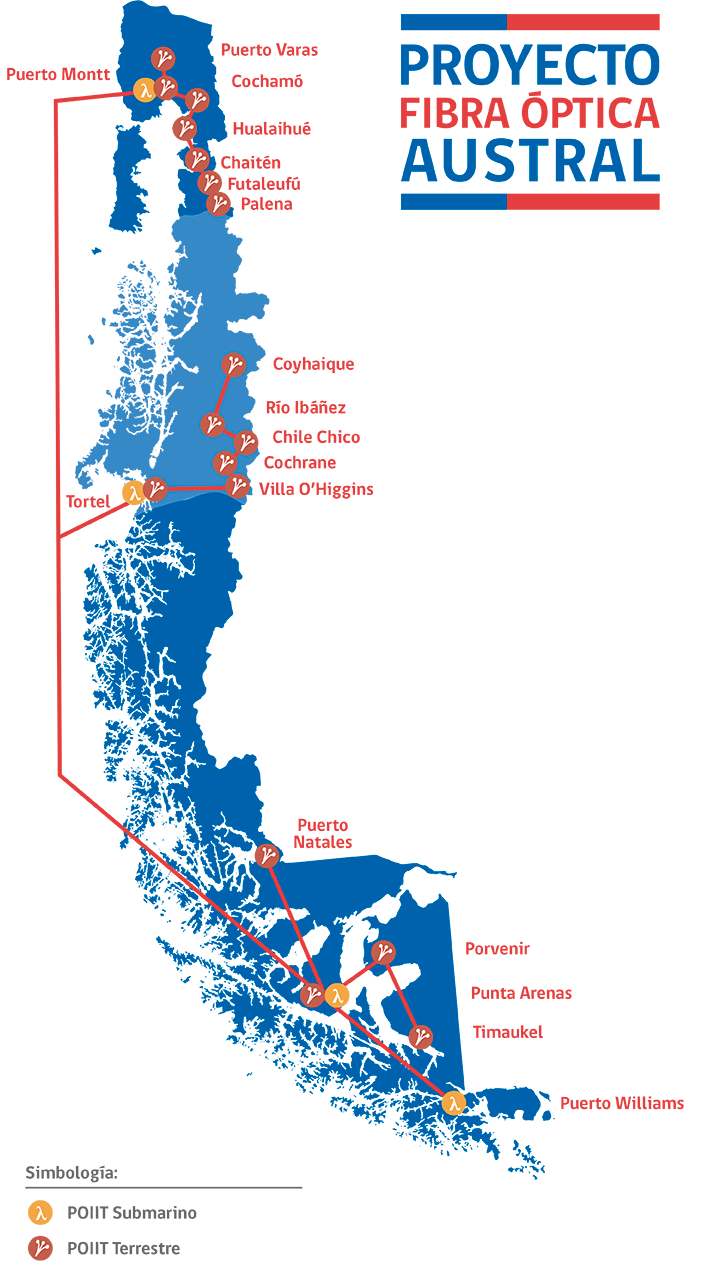 PROYECTO
FIBRA ÓPTICA
AUSTRAL
Puerto Varas
Puerto Montt
Cochamó
Hualaihué
Chaitén
Futaleufú
Palena
Coyhaique
Río Ibáñez
Chile Chico
Cochrane
Villa O’Higgins
Tortel
λ
Puerto
Natales
Porvenir
Punta Arenas
Timaukel
Puerto Williams
Simbología:
λ POIIT Submarino
POIIT Terrestre